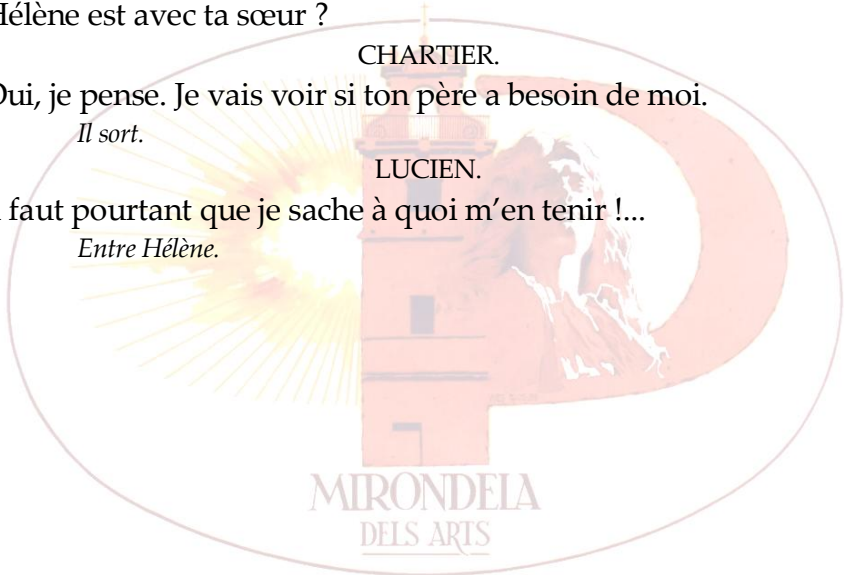 Hélène est avec ta sœur ?
CHARTIER.
Oui, je pense. Je vais voir si ton père a besoin de moi.
Il sort.
LUCIEN.
faut pourtant que je sache à quoi m’en tenir !...
Entre Hélène.
MIRONDELA
DELS ARTS